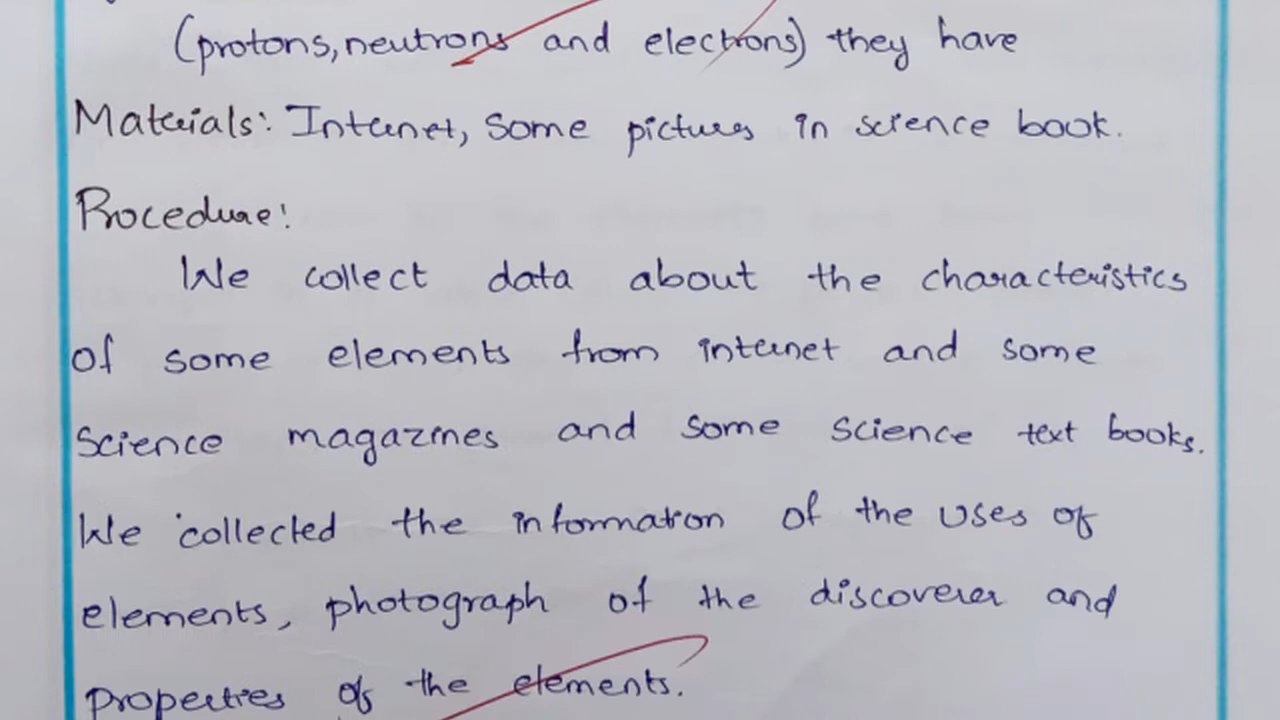 (protons, neutrons and electrons) they have
Materials: Internet, Some pictures in science book.
Procedure:
We collect data about the characteristics
of some elements from internet and some
Science magazines and some science text books.
We collected the information of the uses of
elements, photograph of the discoverer and
properties of the elements.